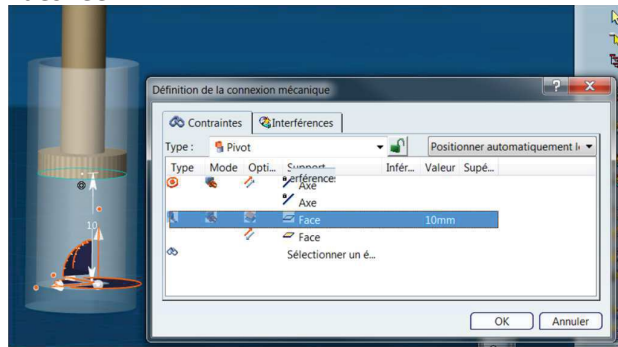 Définition de la connexion mécanique
Contraintes Interférences
Type : Pivot Positionner automatiquement l
Type Mode Opti... Support Infér... Valeur Supé...
Axe
Axe
Face 10mm
Face
Sélectionner un é...
OK Annuler
10